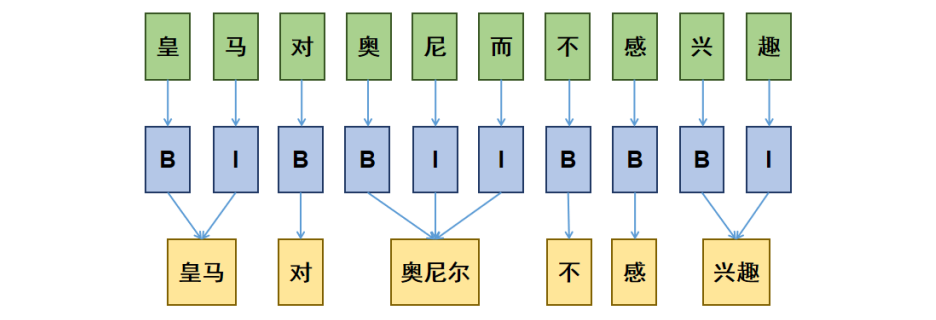 皇 马 对 奥 尼 而 不 感 兴 趣
B I B B I I B B B I
皇马 对 奥尼尔 不 感 兴趣